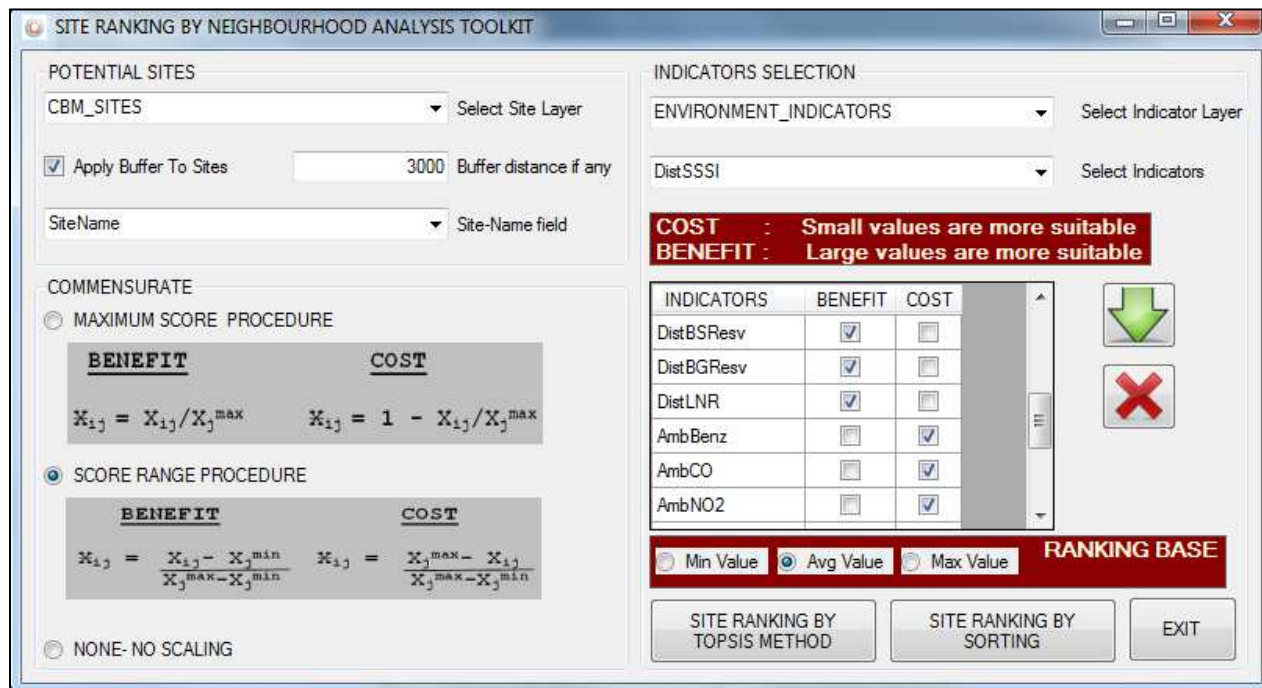 SITE RANKING BY NEIGHBOURHOOD ANALYSIS TOOLKIT
POTENTIAL SITES
CBM_SITES Select Site Layer
Apply Buffer To Sites 3000 Buffer distance if any
SiteName Site-Name field
COMMENSURATE
MAXIMUM SCORE PROCEDURE
BENEFIT COST
Xij = Xij/Xjmax Xij = 1 - Xij/Xjmax
SCORE RANGE PROCEDURE
BENEFIT COST
Xij = Xij- Xjmin Xij = Xjmax- Xij
Xjmax-Xjmin Xjmax-Xjmin
NONE- NO SCALING
INDICATORS SELECTION
ENVIRONMENT_INDICATORS Select Indicator Layer
DistSSSI Select Indicators
COST : Small values are more suitable
BENEFIT : Large values are more suitable
INDICATORS BENEFIT COST
DistBSResv
DistBGResv
DistLNR
AmbBenz
AmbCO
AmbNO2
RANKING BASE
Min Value Avg Value Max Value
SITE RANKING BY
TOPSIS METHOD
SITE RANKING BY
SORTING
EXIT